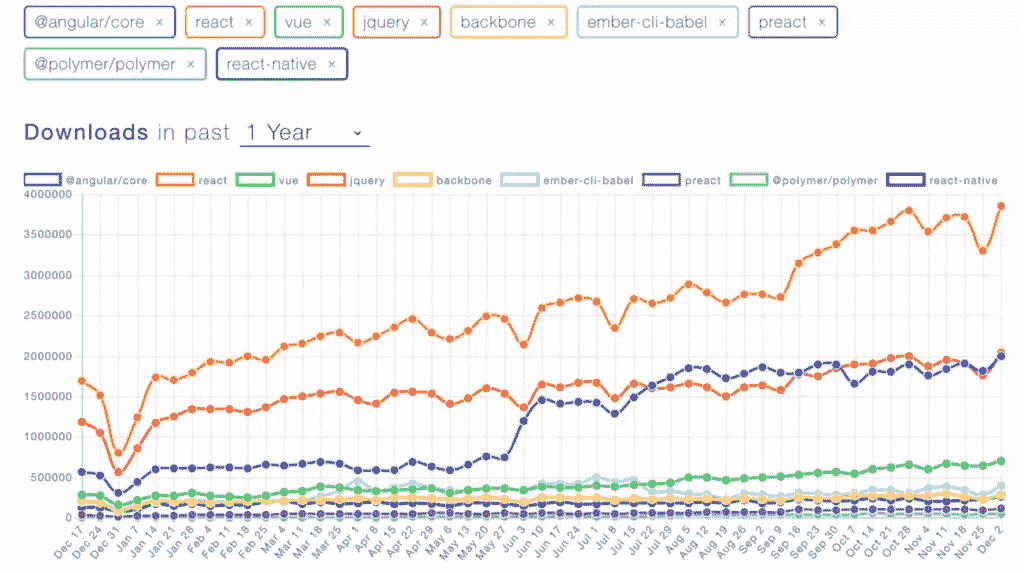 @angular/core × react × vue × jquery × backbone × ember-cli-babel × preact ×
@polymer/polymer × react-native ×
Downloads in past 1 Year
@angular/core react vue jquery backbone ember-cli-babel preact @polymer/polymer react-native
4000000
3500000
3000000
2500000
2000000
1500000
1000000
500000
0
Dec 17 Dec 24 Dec 31 Jan 7 Jan 14 Jan 21 Jan 28 Feb 4 Feb 11 Feb 18 Feb 25 Mar 4 Mar 11 Mar 18 Mar 25 Apr 1 Apr 8 Apr 15 Apr 22 Apr 29 May 6 May 13 May 20 May 27 Jun 3 Jun 10 Jun 17 Jun 24 Jul 1 Jul 8 Jul 15 Jul 22 Jul 29 Aug 5 Aug 12 Aug 19 Aug 26 Sep 2 Sep 9 Sep 16 Sep 23 Sep 30 Oct 7 Oct 14 Oct 21 Oct 28 Nov 4 Nov 11 Nov 18 Nov 25 Dec 2